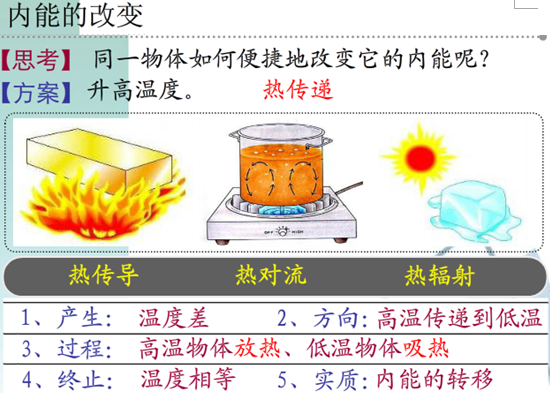 内能的改变
【思考】 同一物体如何便捷地改变它的内能呢？
【方案】 升高温度。 热传递
OFF HIGH
热传导 热对流 热辐射
1、产生： 温度差 2、方向：高温传递到低温
3、过程： 高温物体放热、低温物体吸热
4、终止： 温度相等 5、实质：内能的转移